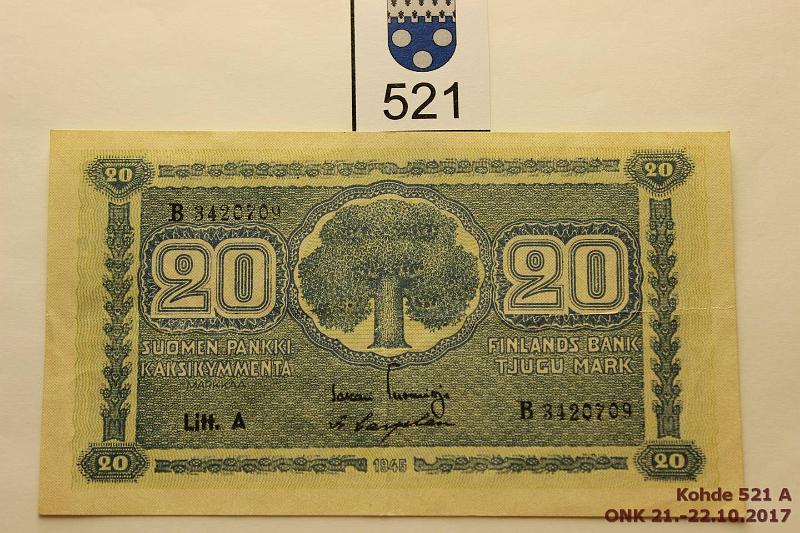 521
20
20
B 3420709
20
20
SUOMEN PANKKI
KAKSIKYMMENTÄ
MARKKAA
FINLANDS BANK
TJUGU MARK
Litt. A
B 3420709
20
1945
20
Kohde 521 A
ONK 21.-22.10.2017